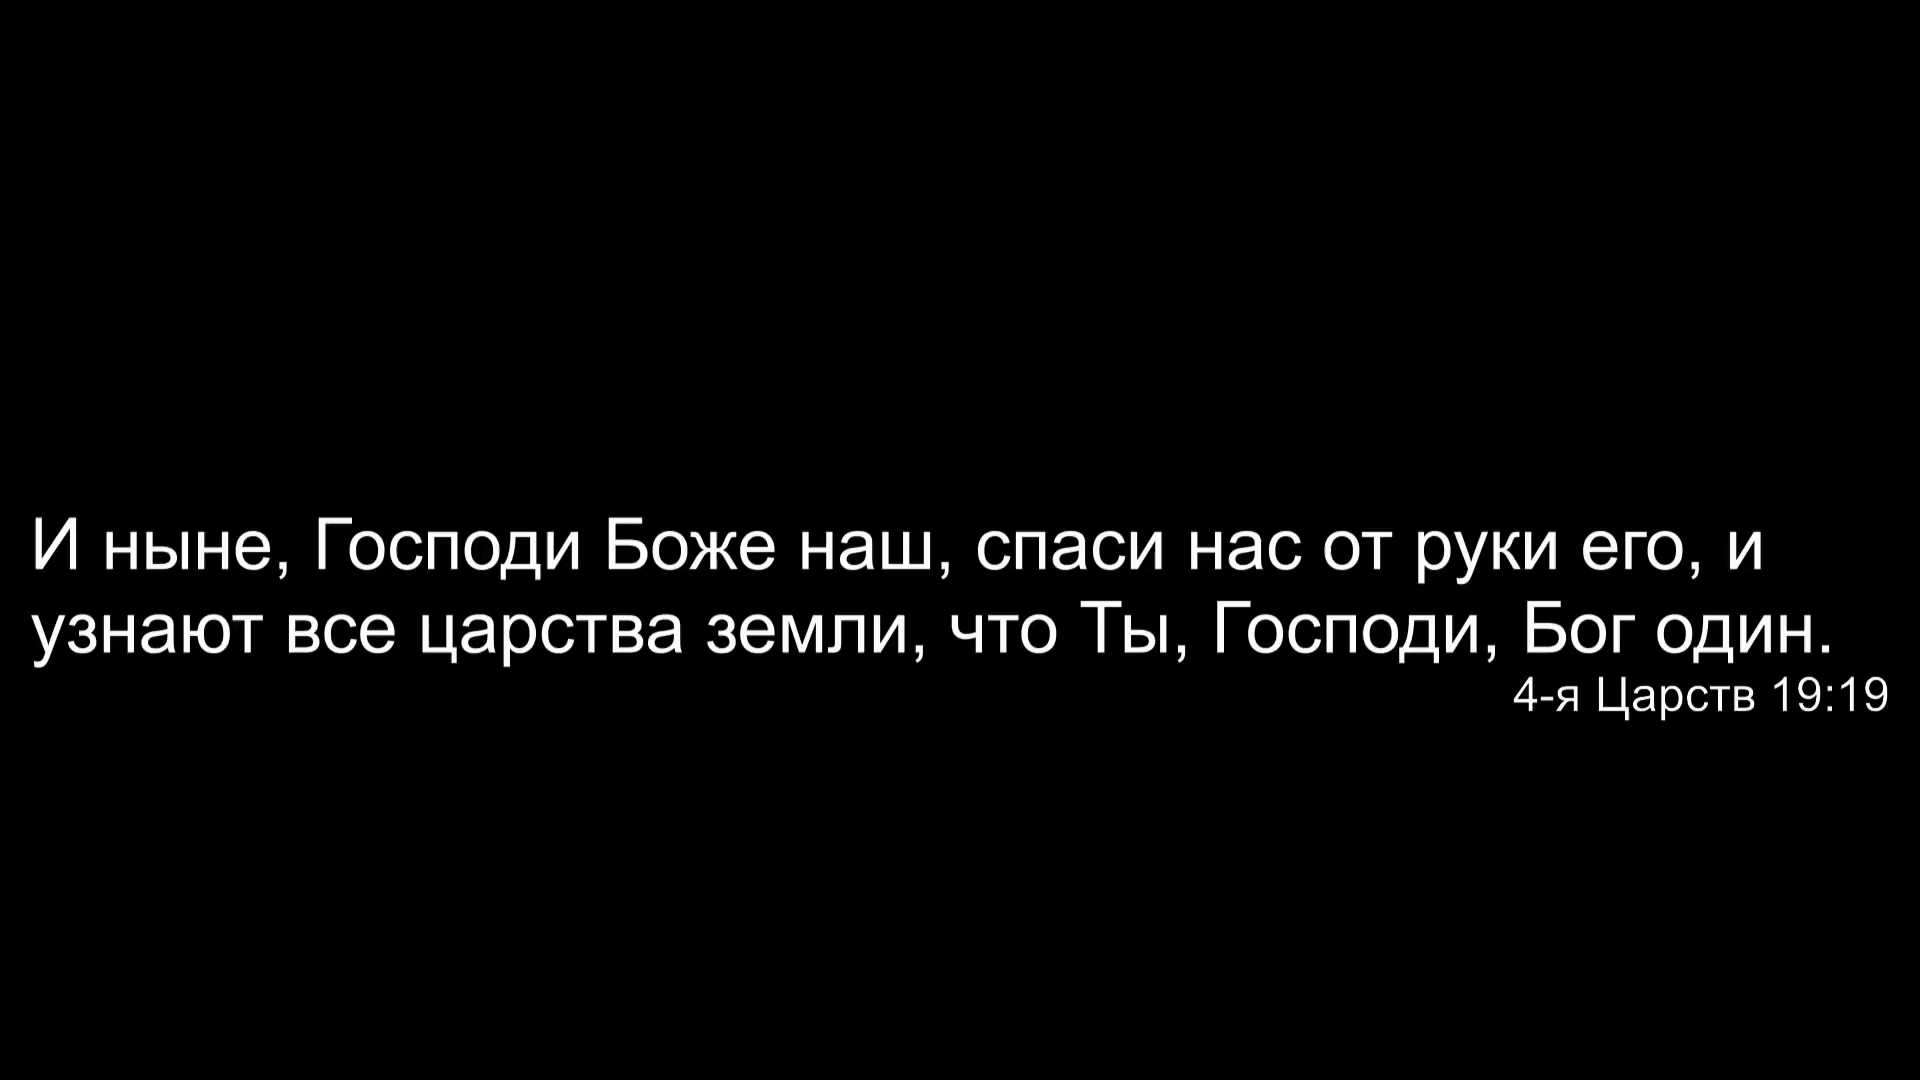 И ныне, Господи Боже наш, спаси нас от руки его, и
узнают все царства земли, что Ты, Господи, Бог один.
4-я Царств 19:19